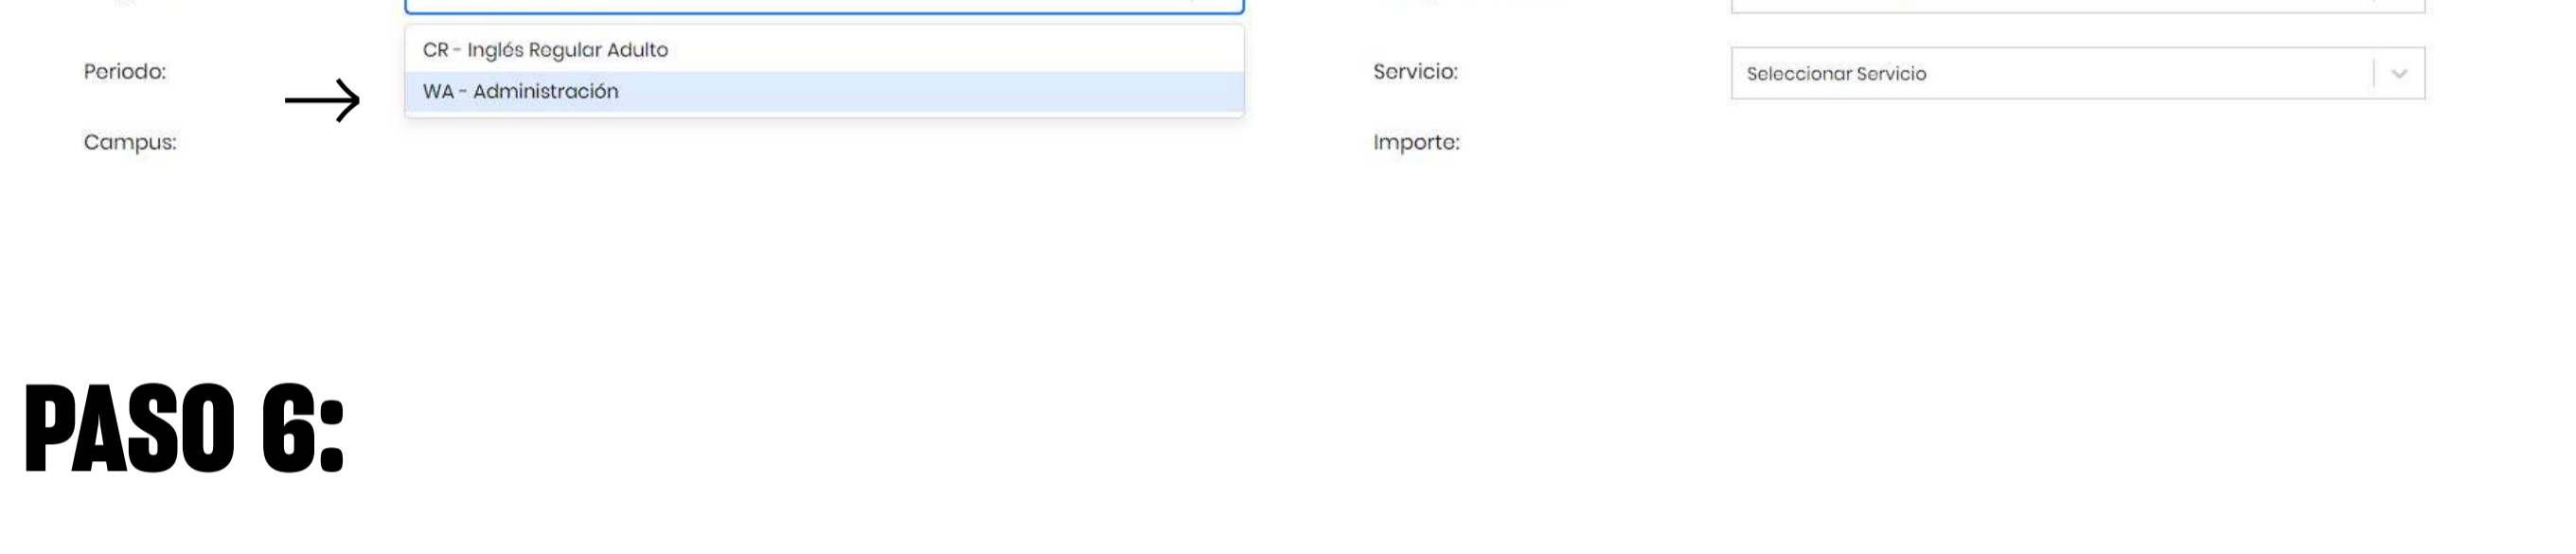 CR - Inglés Regular Adulto
Periodo:
WA - Administración
Campus:
Servicio:
Seleccionar Servicio
Importe:
PASO 6: